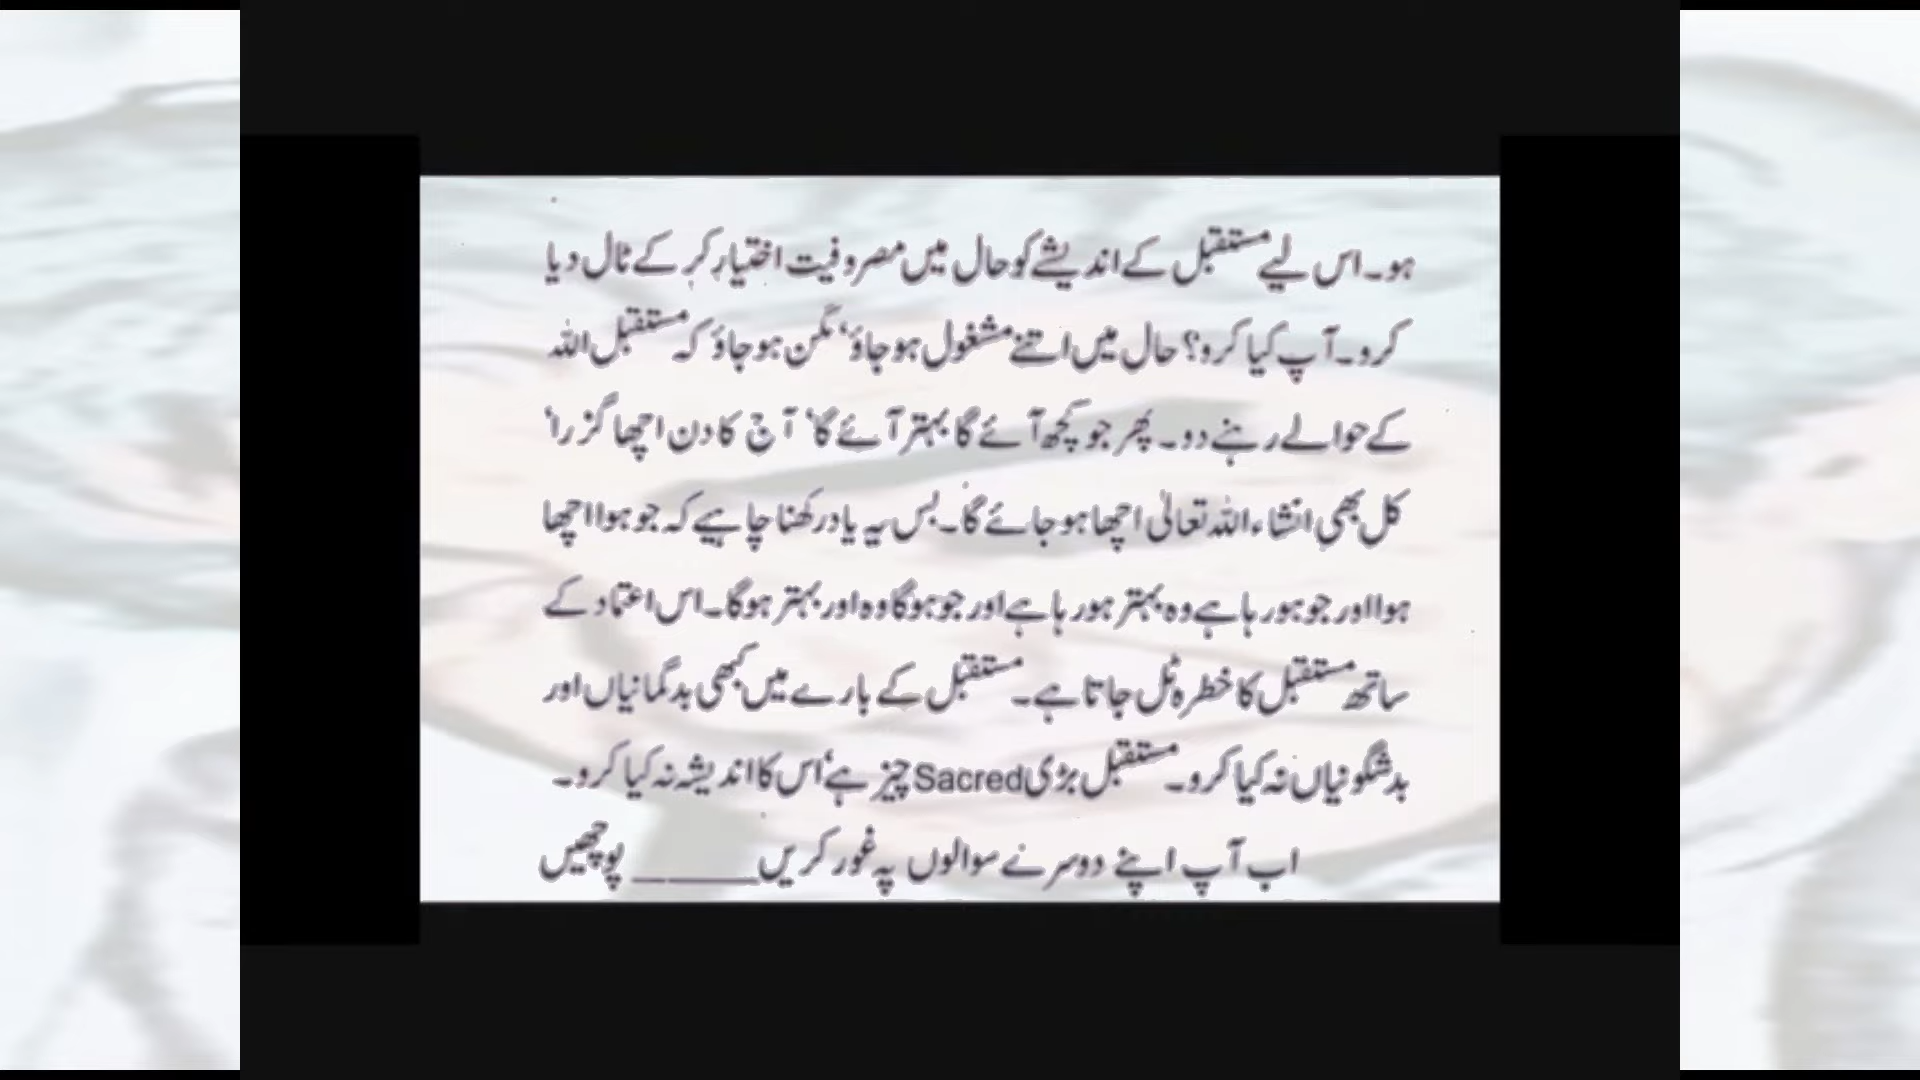 ہو۔ اس لیے مستقبل کے اندیشے کو حال میں مصروفیت اختیار کر کے ٹال دیا
کرو۔ آپ کیا کرو؟ حال میں اتنے مشغول ہو جاؤ‘ مگن ہو جاؤ کہ مستقبل اللہ
کے حوالے رہنے دو۔ پھر جو کچھ آئے گا بہتر آئے گا‘ آج کا دن اچھا گزرا‘
کل بھی انشاء اللہ تعالیٰ اچھا ہو جائے گا۔ بس یہ یاد رکھنا چاہیے کہ جو ہوا اچھا
ہوا اور جو ہو رہا ہے وہ بہتر ہو رہا ہے اور جو ہو گا وہ اور بہتر ہو گا۔ اس اعتماد کے
ساتھ مستقبل کا خطرہ ٹل جاتا ہے۔ مستقبل کے بارے میں کبھی بدگمانیاں اور
بدشگونیاں نہ کیا کرو۔ مستقبل بڑی Sacred چیز ہے‘ اس کا اندیشہ نہ کیا کرو۔
اب آپ اپنے دوسرے سوالوں پہ غور کریں ____ پوچھیں